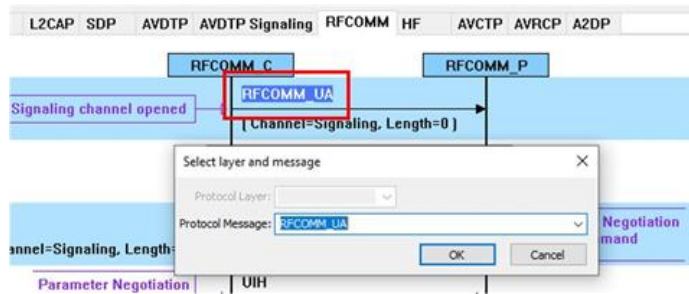 L2CAP SDP AVDTP AVDTP Signaling RFCOMM HF AVCTP AVRCP A2DP
RFCOMM_C RFCOMM_P
RFCOMM_UA
Signaling channel opened
[Channel=Signaling, Length=0]
Select layer and message
Protocol Layer:
Protocol Message: RFCOMM_UA
OK Cancel
Negotiation
mand
annel=Signaling, Length=
Parameter Negotiation
UIH